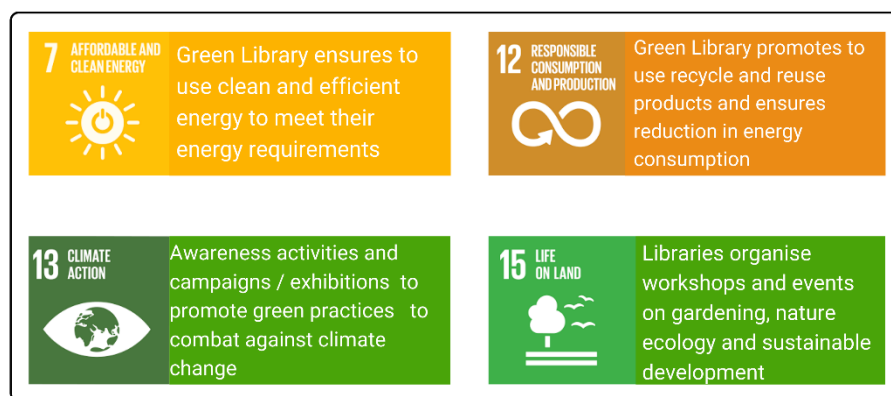 7 AFFORDABLE AND
CLEAN ENERGY
Green Library ensures to
use clean and efficient
energy to meet their
energy requirements
12 RESPONSIBLE
CONSUMPTION
AND PRODUCTION
Green Library promotes to
use recycle and reuse
products and ensures
reduction in energy
consumption
13 CLIMATE
ACTION
Awareness activities and
campaigns / exhibitions to
promote green practices to
combat against climate
change
15 LIFE
ON LAND
Libraries organise
workshops and events
on gardening, nature
ecology and sustainable
development